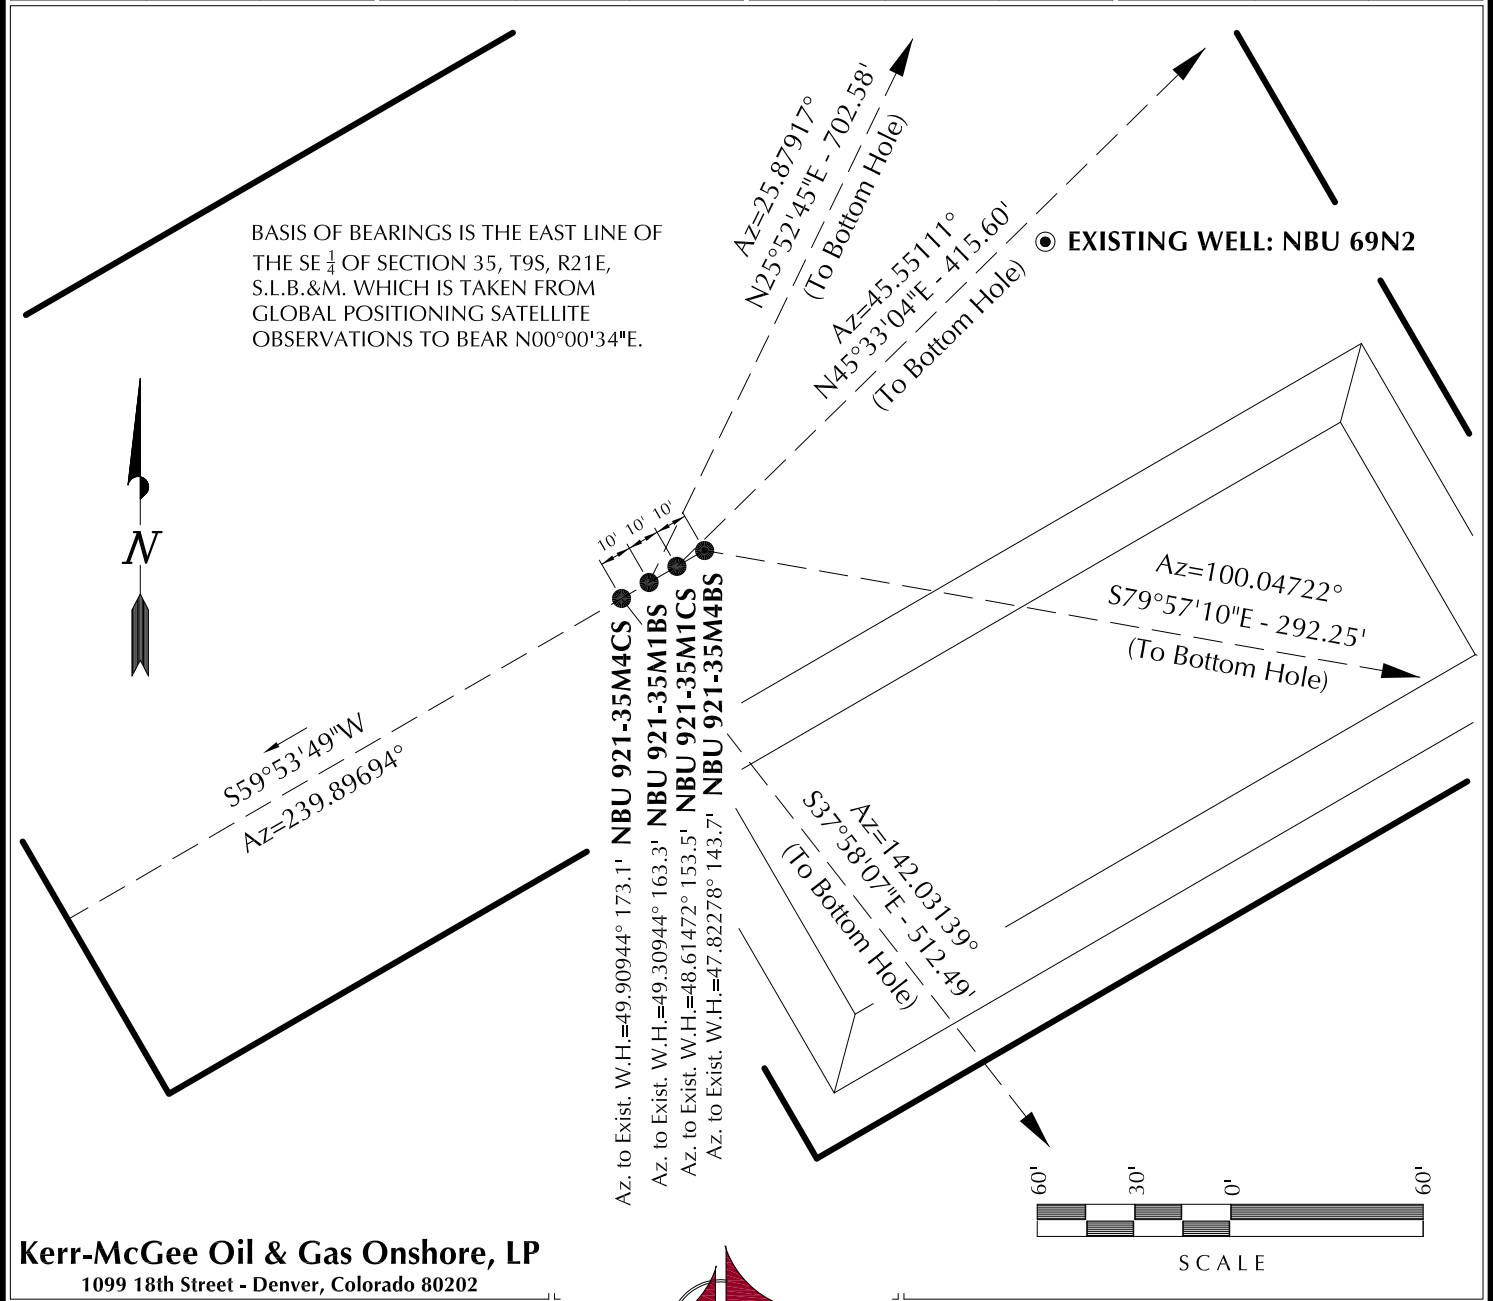 Az=25.87917°
N25°52'45"E - 702.58'
(To Bottom Hole)
Az=45.55111°
N45°33'04"E - 415.60'
(To Bottom Hole)
EXISTING WELL: NBU 69N2
BASIS OF BEARINGS IS THE EAST LINE OF
THE SE 1/4 OF SECTION 35, T9S, R21E,
S.L.B.&M. WHICH IS TAKEN FROM
GLOBAL POSITIONING SATELLITE
OBSERVATIONS TO BEAR N00°00'34"E.
N
10'
10'
10'
Az=100.04722°
S79°57'10"E - 292.25'
(To Bottom Hole)
S59°53'49"W
Az=239.89694°
Az. to Exist. W.H.=49.90944° 173.1' NBU 921-35M4CS
Az. to Exist. W.H.=49.30944° 163.3' NBU 921-35M1BS
Az. to Exist. W.H.=48.61472° 153.5' NBU 921-35M1CS
Az. to Exist. W.H.=47.82278° 143.7' NBU 921-35M4BS
Az=142.03139°
S37°58'07"E - 512.49'
(To Bottom Hole)
60' 30' 0' 60'
SCALE
Kerr-McGee Oil & Gas Onshore, LP
1099 18th Street - Denver, Colorado 80202